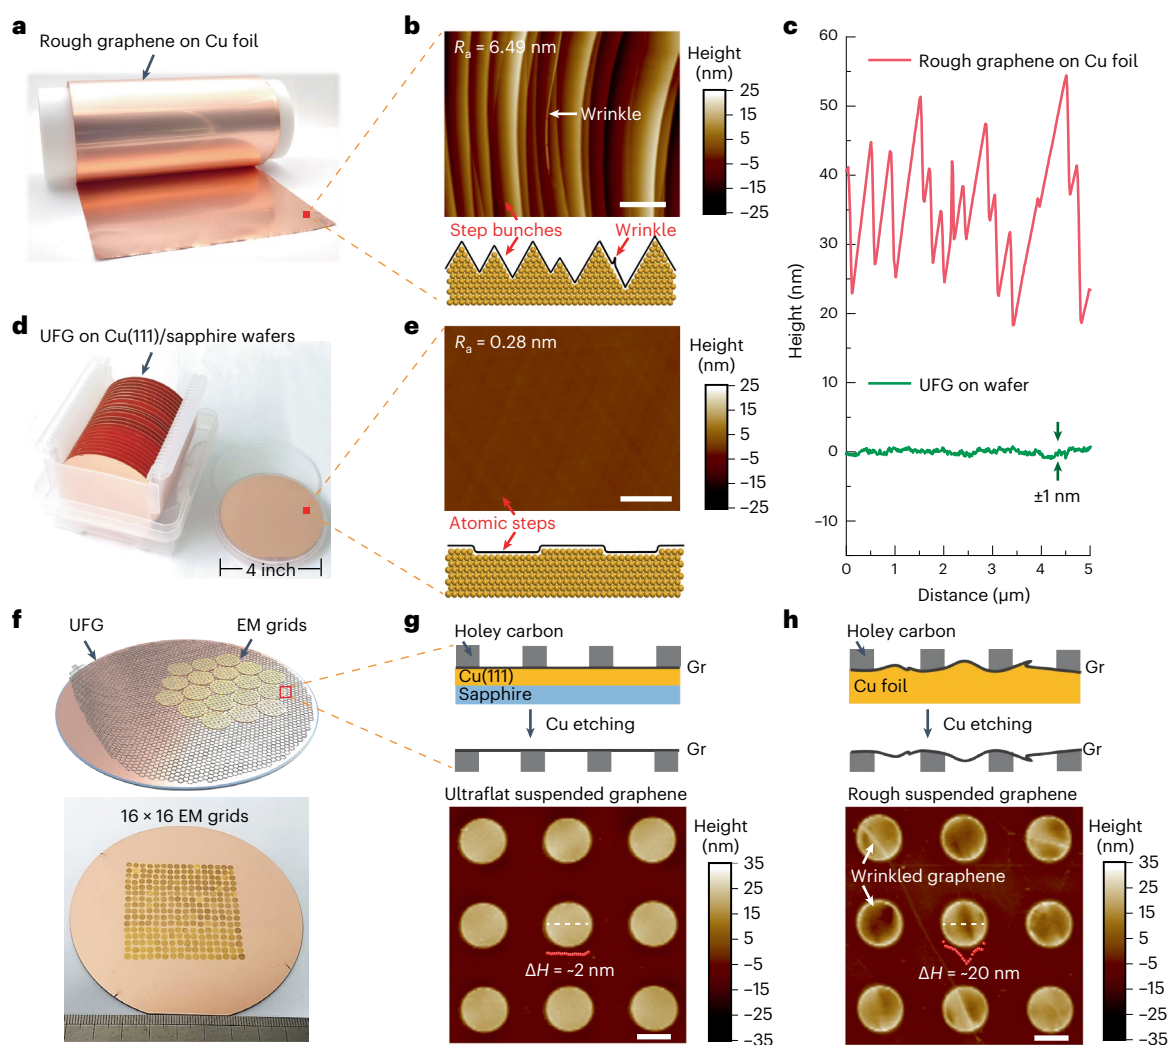 a
Rough graphene on Cu foil
b
Ra = 6.49 nm
Wrinkle
Step bunches
Wrinkle
Height
(nm)
25
15
5
−5
−15
−25
c
60
50
40
30
20
10
0
−10
Height (nm)
Rough graphene on Cu foil
UFG on wafer
±1 nm
0
1
2
3
4
5
Distance (μm)
d
UFG on Cu(111)/sapphire wafers
4 inch
e
Ra = 0.28 nm
Atomic steps
Height
(nm)
25
15
5
−5
−15
−25
f
UFG
EM grids
16 × 16 EM grids
g
Holey carbon
Gr
Cu(111)
Sapphire
Cu etching
Gr
Ultraflat suspended graphene
ΔH = ~2 nm
Height
(nm)
35
25
15
5
−5
−15
−25
−35
h
Holey carbon
Gr
Cu foil
Cu etching
Gr
Rough suspended graphene
Wrinkled graphene
ΔH = ~20 nm
Height
(nm)
35
25
15
5
−5
−15
−25
−35